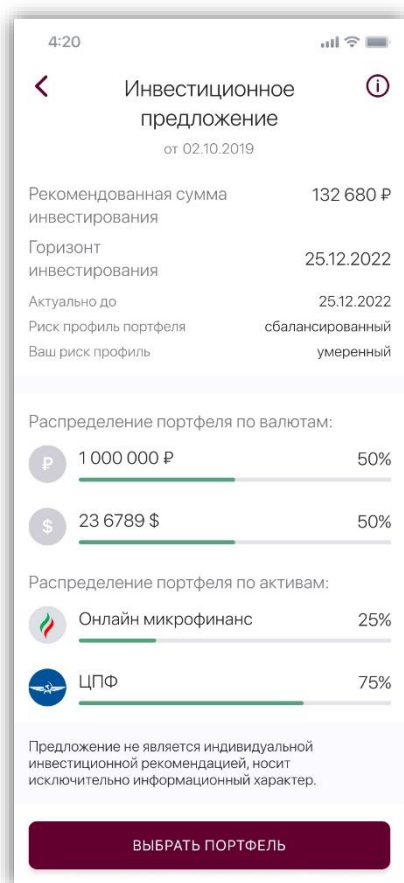 4:20
Инвестиционное
предложение
от 02.10.2019
Рекомендованная сумма
инвестирования
132 680 ₽
Горизонт
инвестирования
25.12.2022
Актуально до 25.12.2022
Риск профиль портфеля сбалансированный
Ваш риск профиль умеренный
Распределение портфеля по валютам:
₽ 1 000 000 ₽ 50%
$ 23 6789 $ 50%
Распределение портфеля по активам:
Онлайн микрофинанс 25%
ЦПФ 75%
Предложение не является индивидуальной
инвестиционной рекомендацией, носит
исключительно информационный характер.
ВЫБРАТЬ ПОРТФЕЛЬ